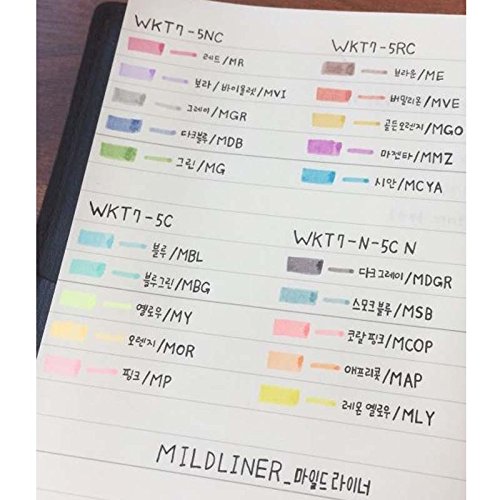 WKT7-5NC
레드/MR
보라/바이올렛/MVI
그레이/MGR
다크블루/MDB
그린/MG
WKT7-5RC
브라운/ME
버밀리온/MVE
골든오렌지/MGO
마젠타/MMZ
시안/MCYA
WKT7-5C
블루/MBL
블루그린/MBG
옐로우/MY
오렌지/MOR
핑크/MP
WKT7-N-5C N
다크그레이/MDGR
스모크블루/MSB
코랄핑크/MCOP
애프리콧/MAP
레몬옐로우/MLY
MILDLINER_마일드라이너